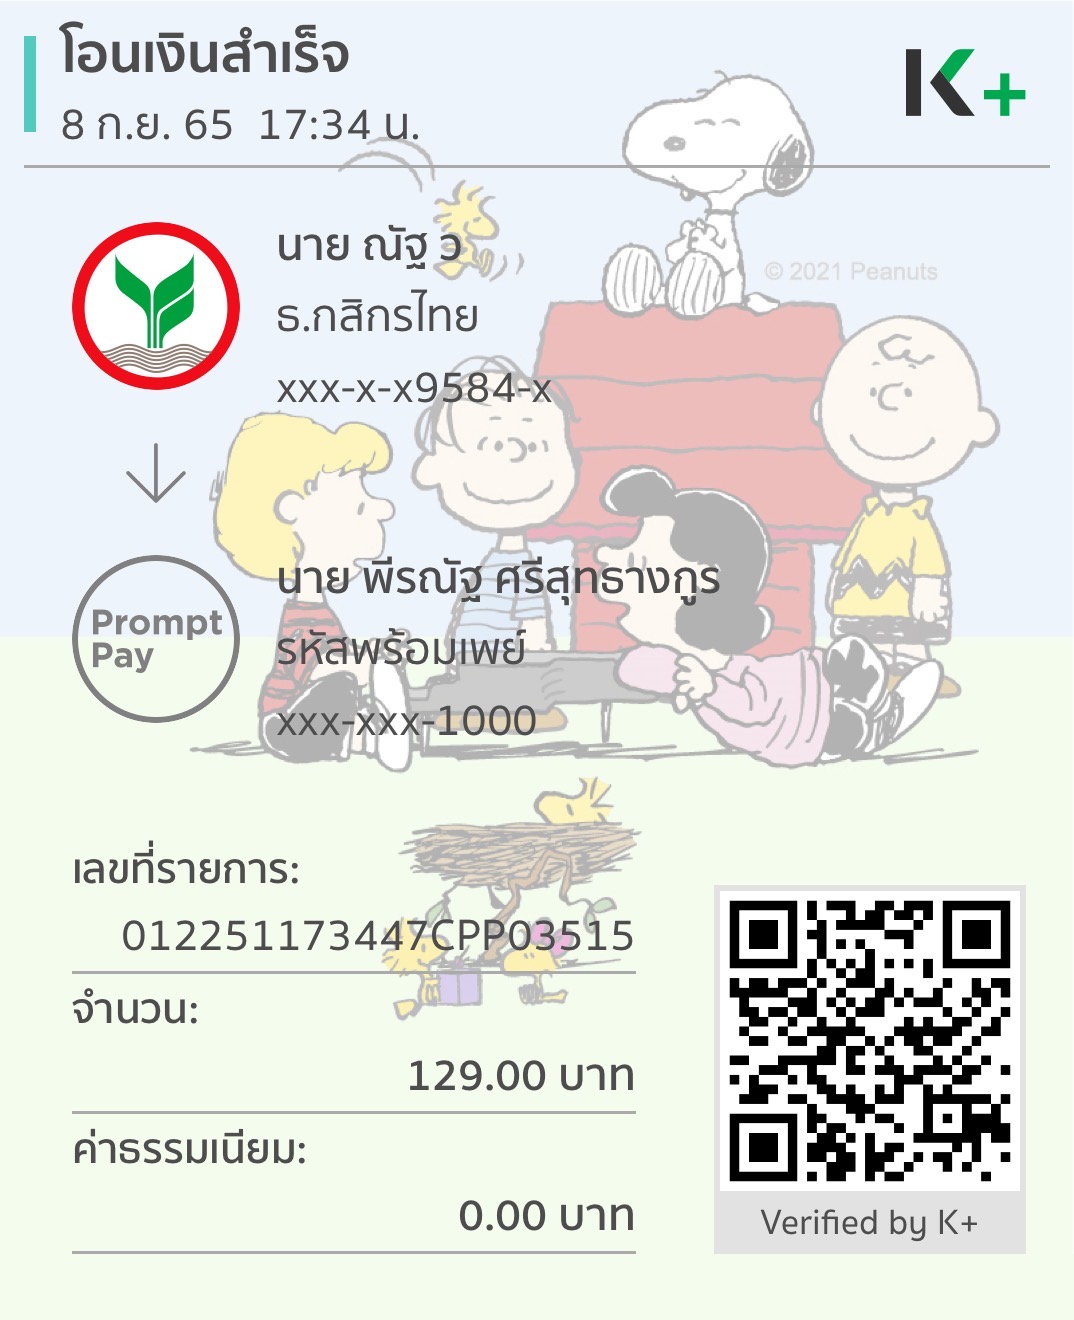 โอนเงินสำเร็จ
8 ก.ย. 65 17:34 น.
K+
นาย ณัฐ ว
ธ.กสิกรไทย
xxx-x-x9584-x
© 2021 Peanuts
Prompt
Pay
นาย พีรณัฐ ศรีสุทธางกูร
รหัสพร้อมเพย์
xxx-xxx-1000
เลขที่รายการ:
012251173447CPP03515
จำนวน:
129.00 บาท
ค่าธรรมเนียม:
0.00 บาท
Verified by K+